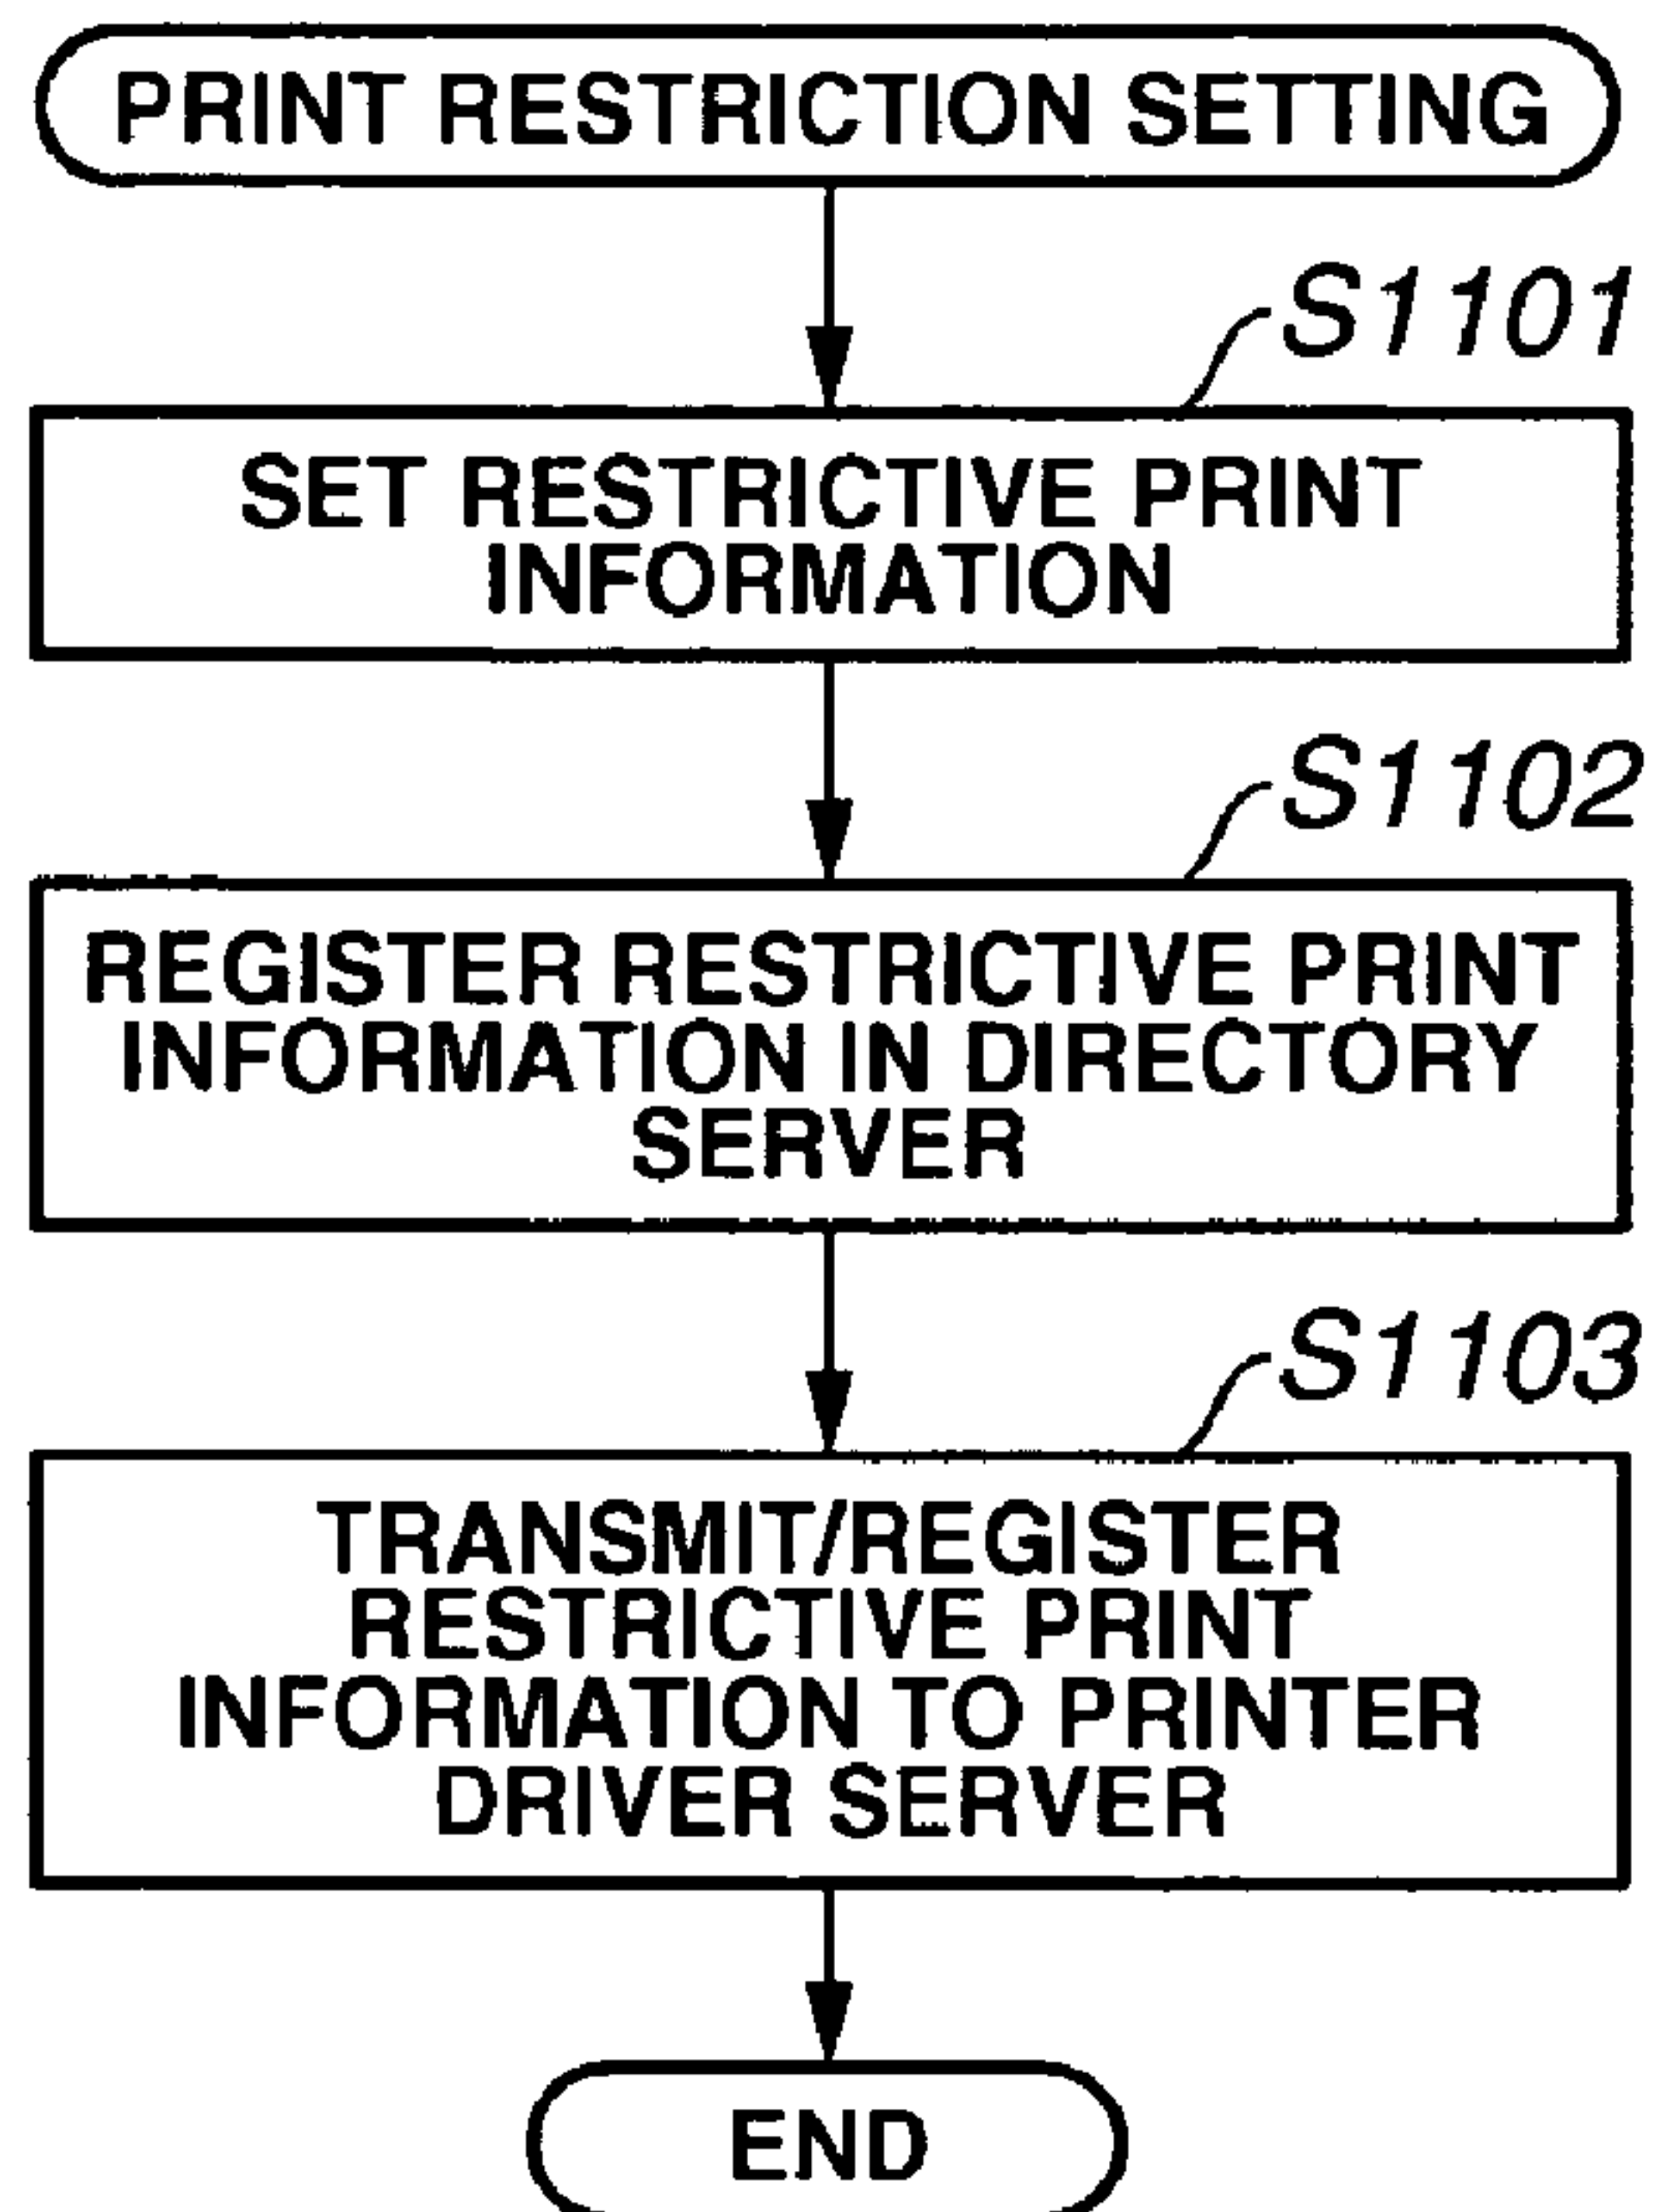 PRINT RESTRICTION SETTING
S1101
SET RESTRICTIVE PRINT
INFORMATION
S1102
REGISTER RESTRICTIVE PRINT
INFORMATION IN DIRECTORY
SERVER
S1103
TRANSMIT/REGISTER
RESTRICTIVE PRINT
INFORMATION TO PRINTER
DRIVER SERVER
END